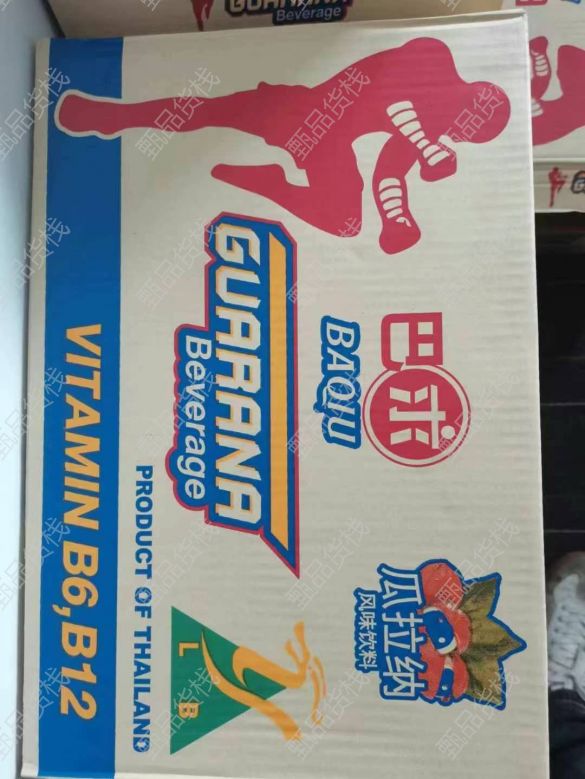 GUARANA
Beverage
巴求
BAQIU
瓜拉纳
风味饮料
GUARANA
Beverage
PRODUCT OF THAILAND
L B
VITAMIN B6,B12
甄品货栈